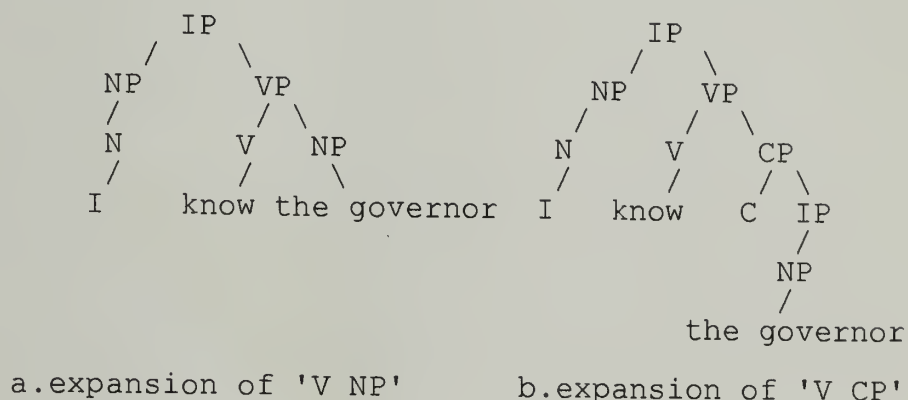 IP IP
NP VP NP VP
N V NP N V CP
I know the governor I know C IP
NP
the governor
a.expansion of 'V NP' b.expansion of 'V CP'